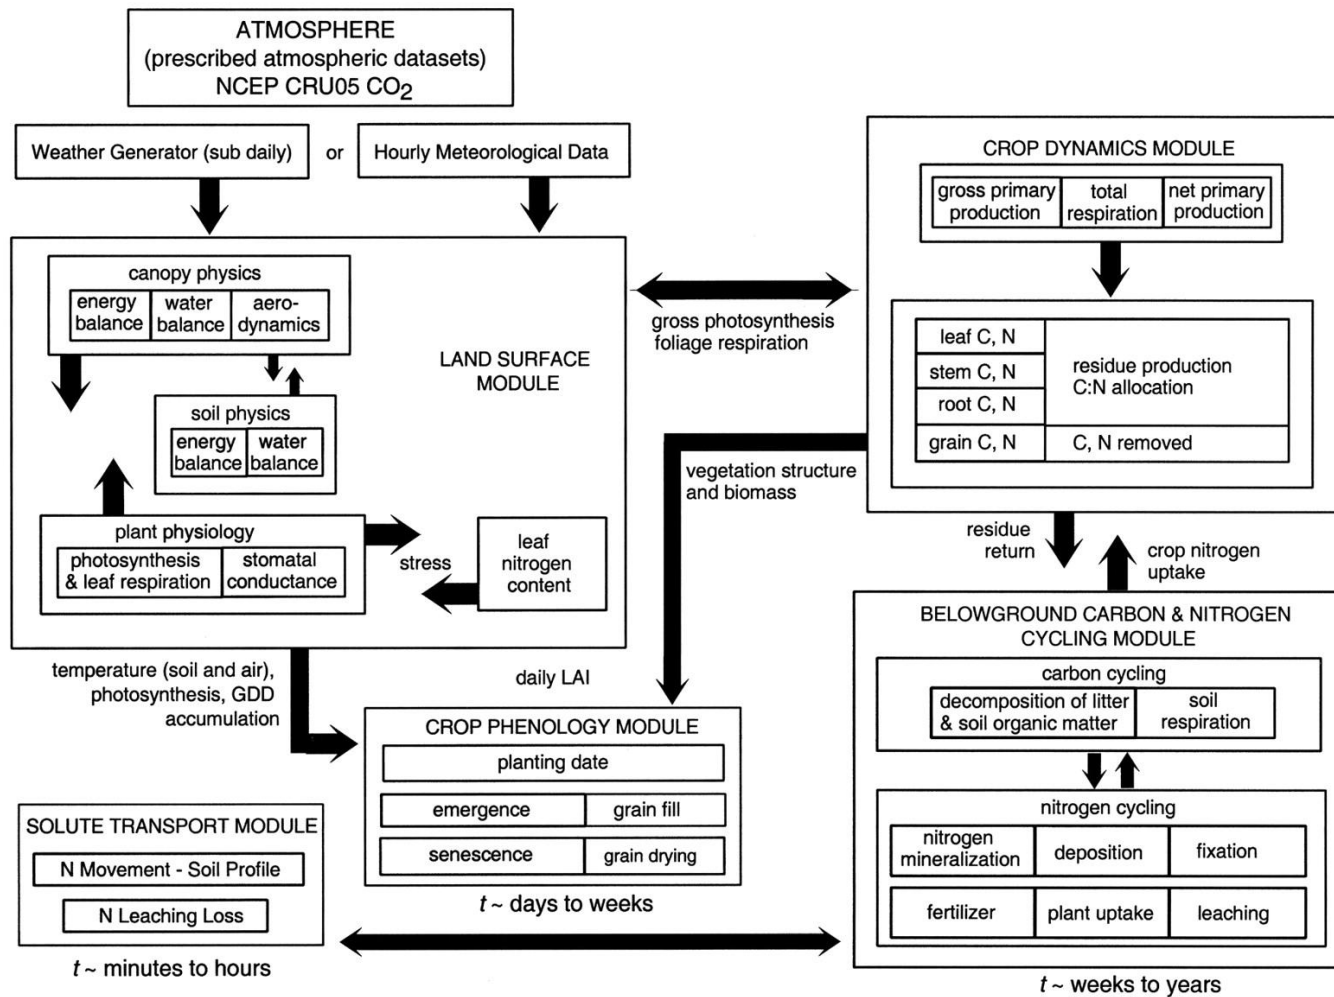 ATMOSPHERE
(prescribed atmospheric datasets)
NCEP CRU05 CO₂
Weather Generator (sub daily)
or
Hourly Meteorological Data
canopy physics
energy balance
water balance
aero-
dynamics
LAND SURFACE
MODULE
soil physics
energy balance
water balance
plant physiology
photosynthesis
& leaf respiration
stomatal
conductance
stress
leaf
nitrogen
content
gross photosynthesis
foliage respiration
CROP DYNAMICS MODULE
gross primary
production
total
respiration
net primary
production
leaf C, N
stem C, N
root C, N
grain C, N
residue production
C:N allocation
C, N removed
vegetation structure
and biomass
residue
return
crop nitrogen
uptake
temperature (soil and air),
photosynthesis, GDD
accumulation
daily LAI
CROP PHENOLOGY MODULE
planting date
emergence
grain fill
senescence
grain drying
t ~ days to weeks
SOLUTE TRANSPORT MODULE
N Movement - Soil Profile
N Leaching Loss
t ~ minutes to hours
BELOWGROUND CARBON & NITROGEN
CYCLING MODULE
carbon cycling
decomposition of litter
& soil organic matter
soil
respiration
nitrogen cycling
nitrogen
mineralization
deposition
fixation
fertilizer
plant uptake
leaching
t ~ weeks to years